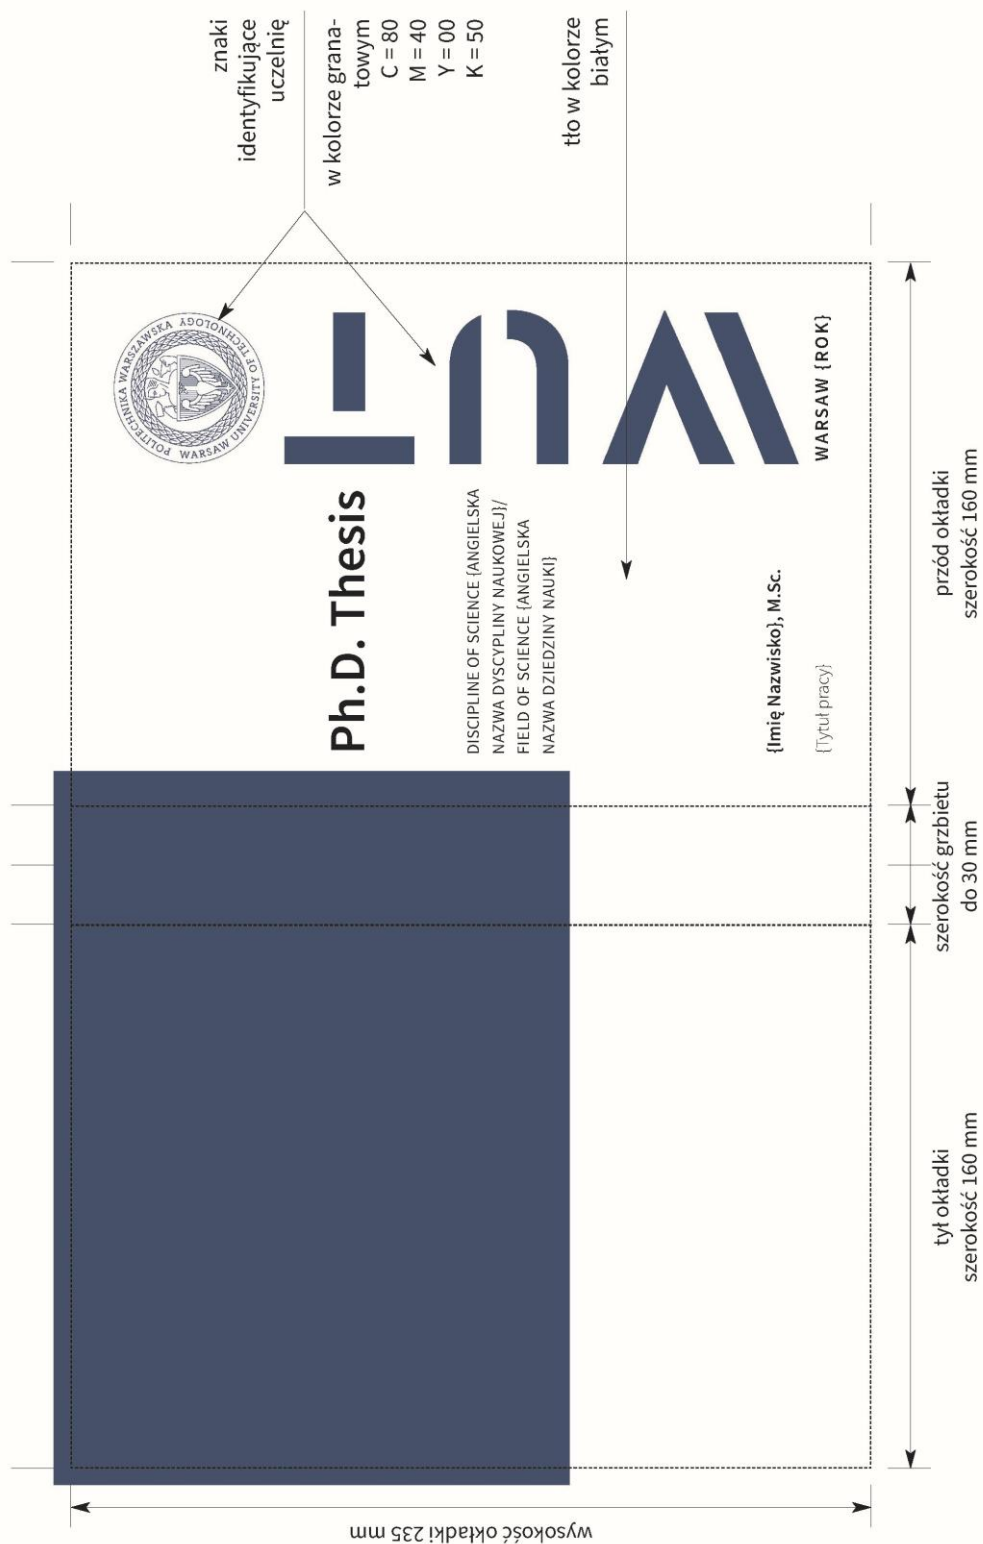 znaki
identyfikujące
uczelnię
w kolorze grana-
towym
C = 80
M = 40
Y = 00
K = 50
tło w kolorze
białym
POLITECHNIKA WARSZAWSKA
WARSAW UNIVERSITY OF TECHNOLOGY
WUT
Ph.D. Thesis
DISCIPLINE OF SCIENCE {ANGIELSKA
NAZWA DYSCYPLINY NAUKOWEJ}/
FIELD OF SCIENCE {ANGIELSKA
NAZWA DZIEDZINY NAUKI}
{Imię Nazwisko}, M.Sc.
{Tytuł pracy}
WARSAW {ROK}
wysokość okładki 235 mm
tył okładki
szerokość 160 mm
szerokość grzbietu
do 30 mm
przód okładki
szerokość 160 mm